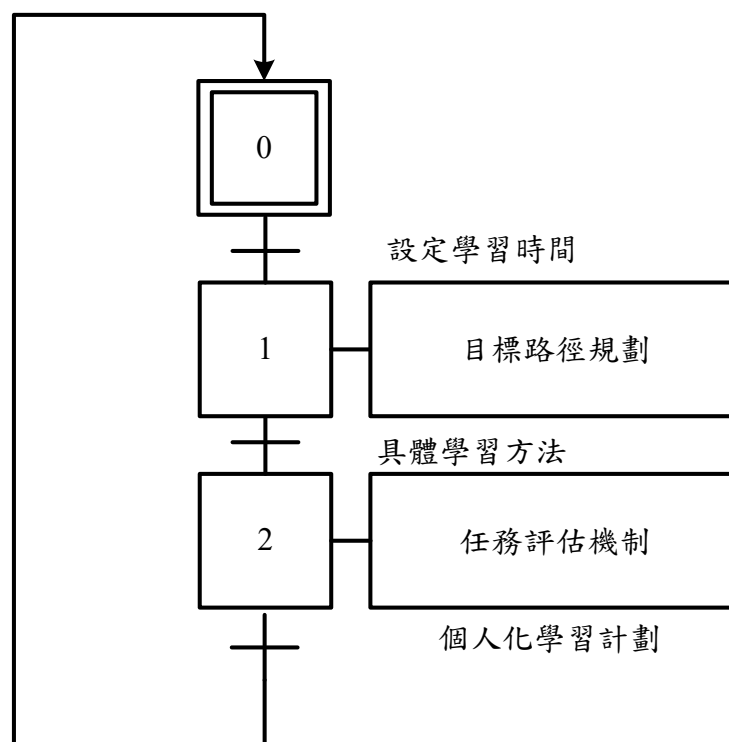 0
設定學習時間
1
目標路徑規劃
具體學習方法
2
任務評估機制
個人化學習計劃